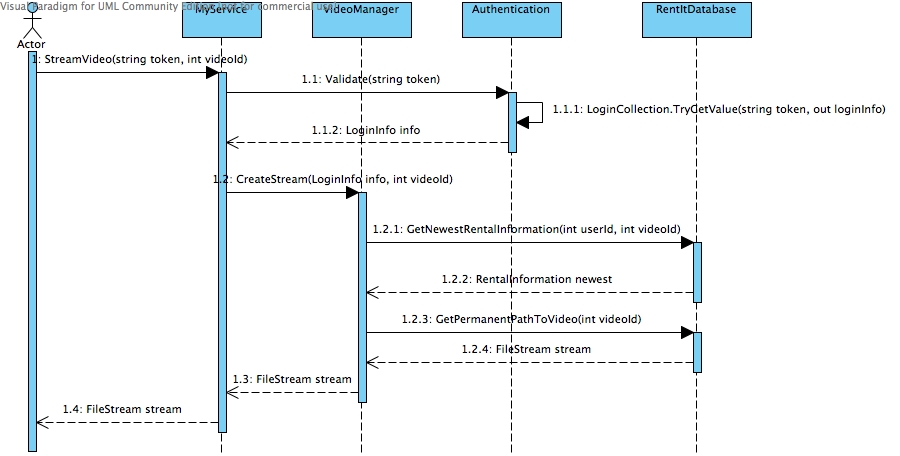 Visual Paradigm for UML Community Edition [not for commercial use]
MyService
VideoManager
Authentication
RentItDatabase
Actor
1: StreamVideo(string token, int videoId)
1.1: Validate(string token)
1.1.1: LoginCollection.TryGetValue(string token, out loginInfo)
1.1.2: LoginInfo info
1.2: CreateStream(LoginInfo info, int videoId)
1.2.1: GetNewestRentalInformation(int userId, int videoId)
1.2.2: RentalInformation newest
1.2.3: GetPermanentPathToVideo(int videoId)
1.2.4: FileStream stream
1.3: FileStream stream
1.4: FileStream stream